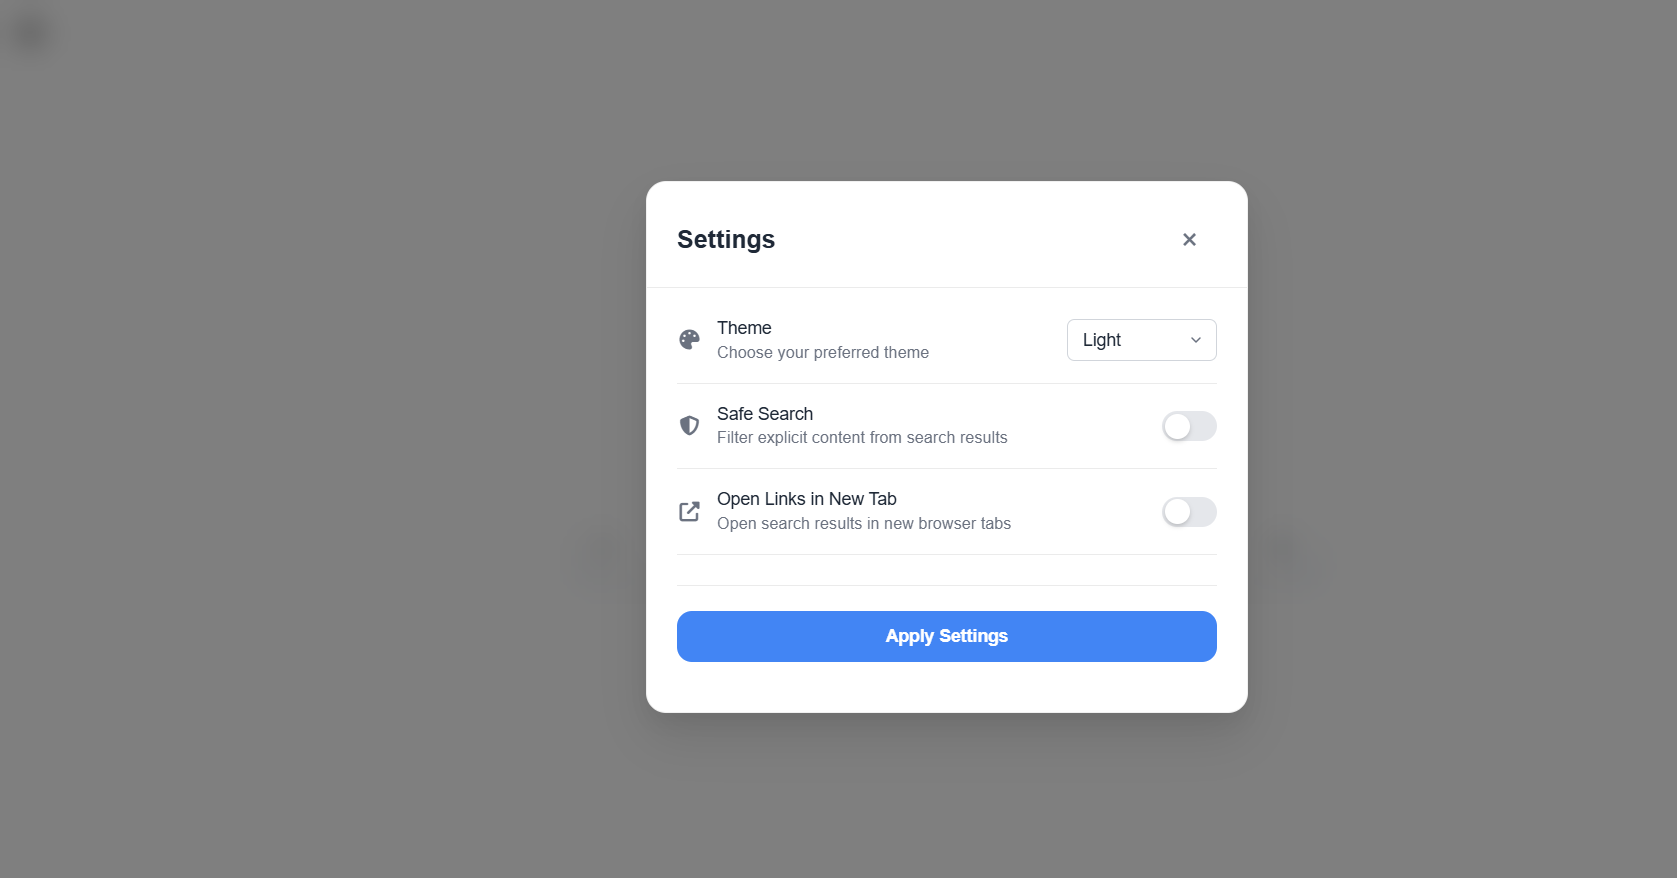 Settings
Theme
Choose your preferred theme
Light
Safe Search
Filter explicit content from search results
Open Links in New Tab
Open search results in new browser tabs
Apply Settings